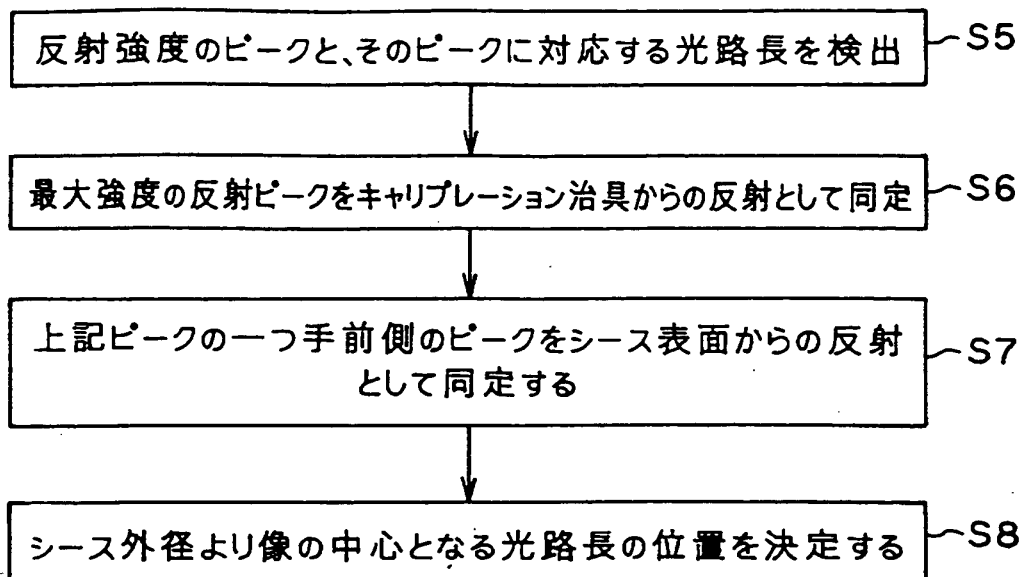 反射強度のピークと、そのピークに対応する光路長を検出
S5
最大強度の反射ピークをキャリブレーション治具からの反射として同定
S6
上記ピークの一つ手前側のピークをシース表面からの反射
として同定する
S7
シース外径より像の中心となる光路長の位置を決定する
S8